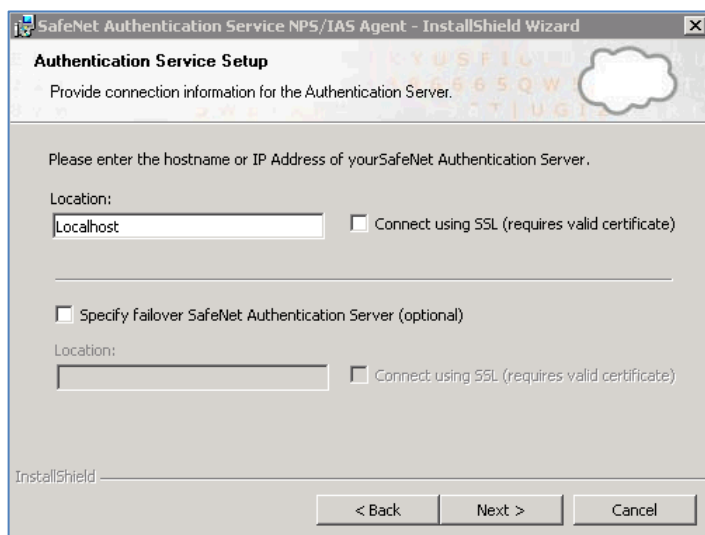 SafeNet Authentication Service NPS/IAS Agent - InstallShield Wizard
Authentication Service Setup
Provide connection information for the Authentication Server.
Please enter the hostname or IP Address of yourSafeNet Authentication Server.
Location:
Localhost
Connect using SSL (requires valid certificate)
Specify failover SafeNet Authentication Server (optional)
Location:
Connect using SSL (requires valid certificate)
InstallShield
< Back
Next >
Cancel